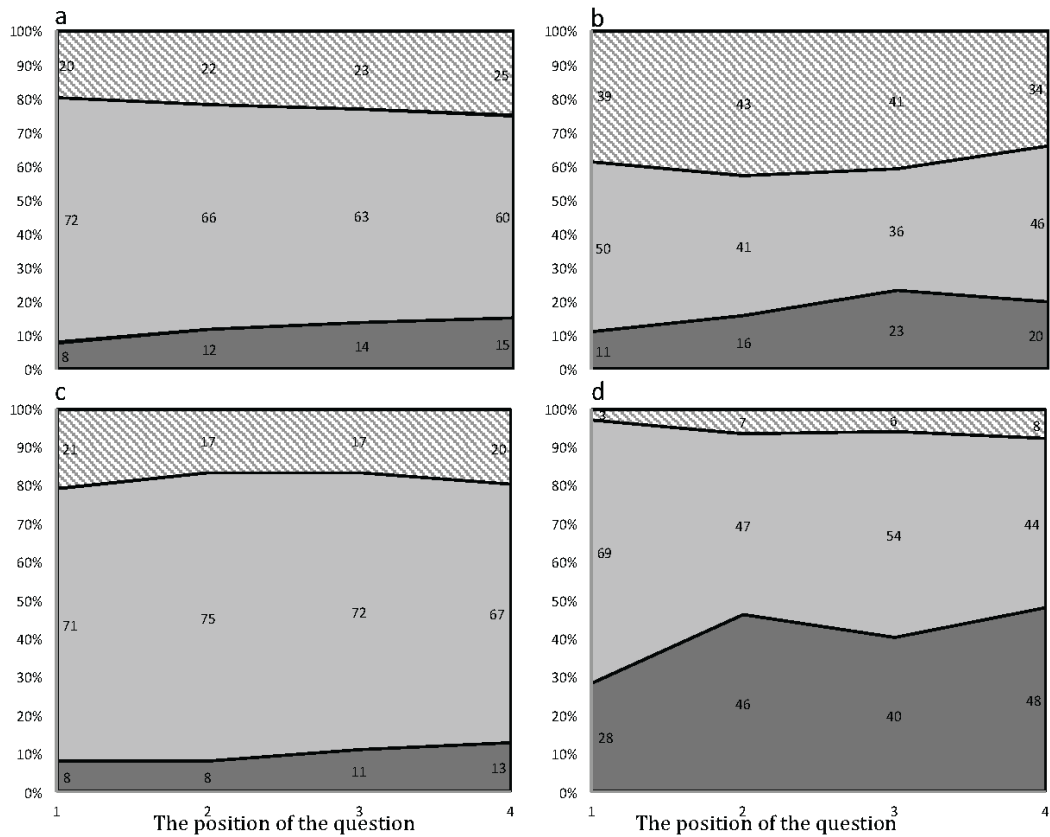 a
100%
90%
80%
70%
60%
50%
40%
30%
20%
10%
0%
20 22 23 25
72 66 63 60
8 12 14 15
b
100%
90%
80%
70%
60%
50%
40%
30%
20%
10%
0%
39 43 41 34
50 41 36 46
11 16 23 20
c
100%
90%
80%
70%
60%
50%
40%
30%
20%
10%
0%
21 17 17 20
71 75 72 67
8 8 11 13
1 2 3 4
The position of the question
d
100%
90%
80%
70%
60%
50%
40%
30%
20%
10%
0%
3 7 6 8
69 47 54 44
28 46 40 48
1 2 3 4
The position of the question